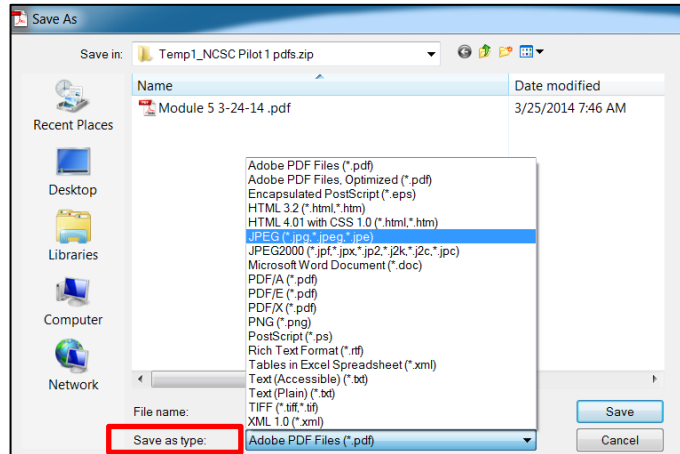 Save As
Save in: Temp1_NCSC Pilot 1 pdfs.zip
Name Date modified
Module 5 3-24-14 .pdf 3/25/2014 7:46 AM
Recent Places
Desktop
Libraries
Computer
Network
Adobe PDF Files (*.pdf)
Adobe PDF Files, Optimized (*.pdf)
Encapsulated PostScript (*.eps)
HTML 3.2 (*.html,*.htm)
HTML 4.01 with CSS 1.0 (*.html,*.htm)
JPEG (*.jpg,*.jpeg,*.jpe)
JPEG2000 (*.jpf,*.jpx,*.jp2,*.j2k,*.j2c,*.jpc)
Microsoft Word Document (*.doc)
PDF/A (*.pdf)
PDF/E (*.pdf)
PDF/X (*.pdf)
PNG (*.png)
PostScript (*.ps)
Rich Text Format (*.rtf)
Tables in Excel Spreadsheet (*.xml)
Text (Accessible) (*.txt)
Text (Plain) (*.txt)
TIFF (*.tiff,*.tif)
XML 1.0 (*.xml)
File name: Save
Save as type: Adobe PDF Files (*.pdf) Cancel